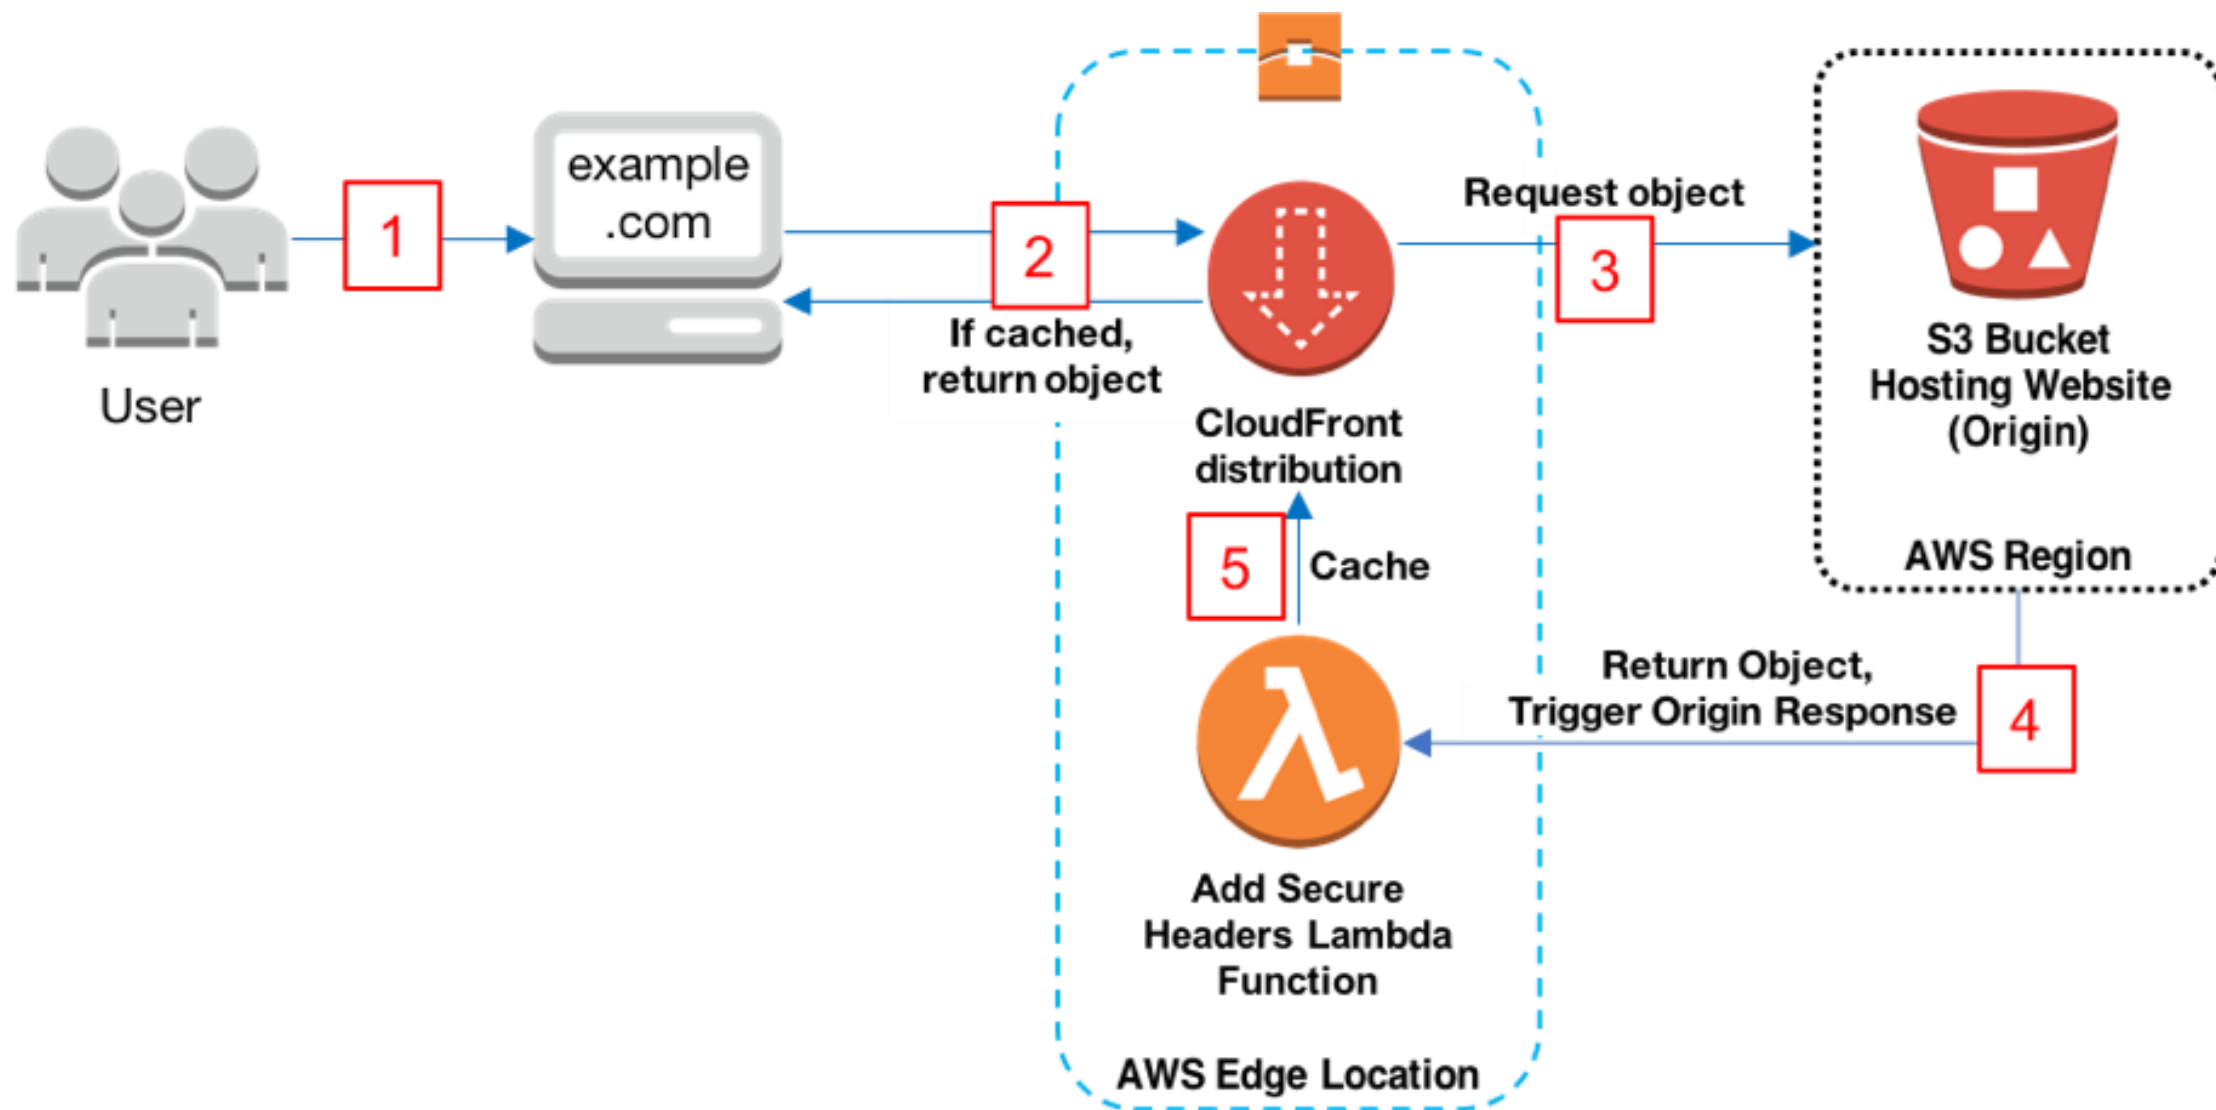 User
1
example
.com
2
If cached,
return object
CloudFront
distribution
Request object
3
S3 Bucket
Hosting Website
(Origin)
AWS Region
4
Return Object,
Trigger Origin Response
5
Cache
Add Secure
Headers Lambda
Function
AWS Edge Location